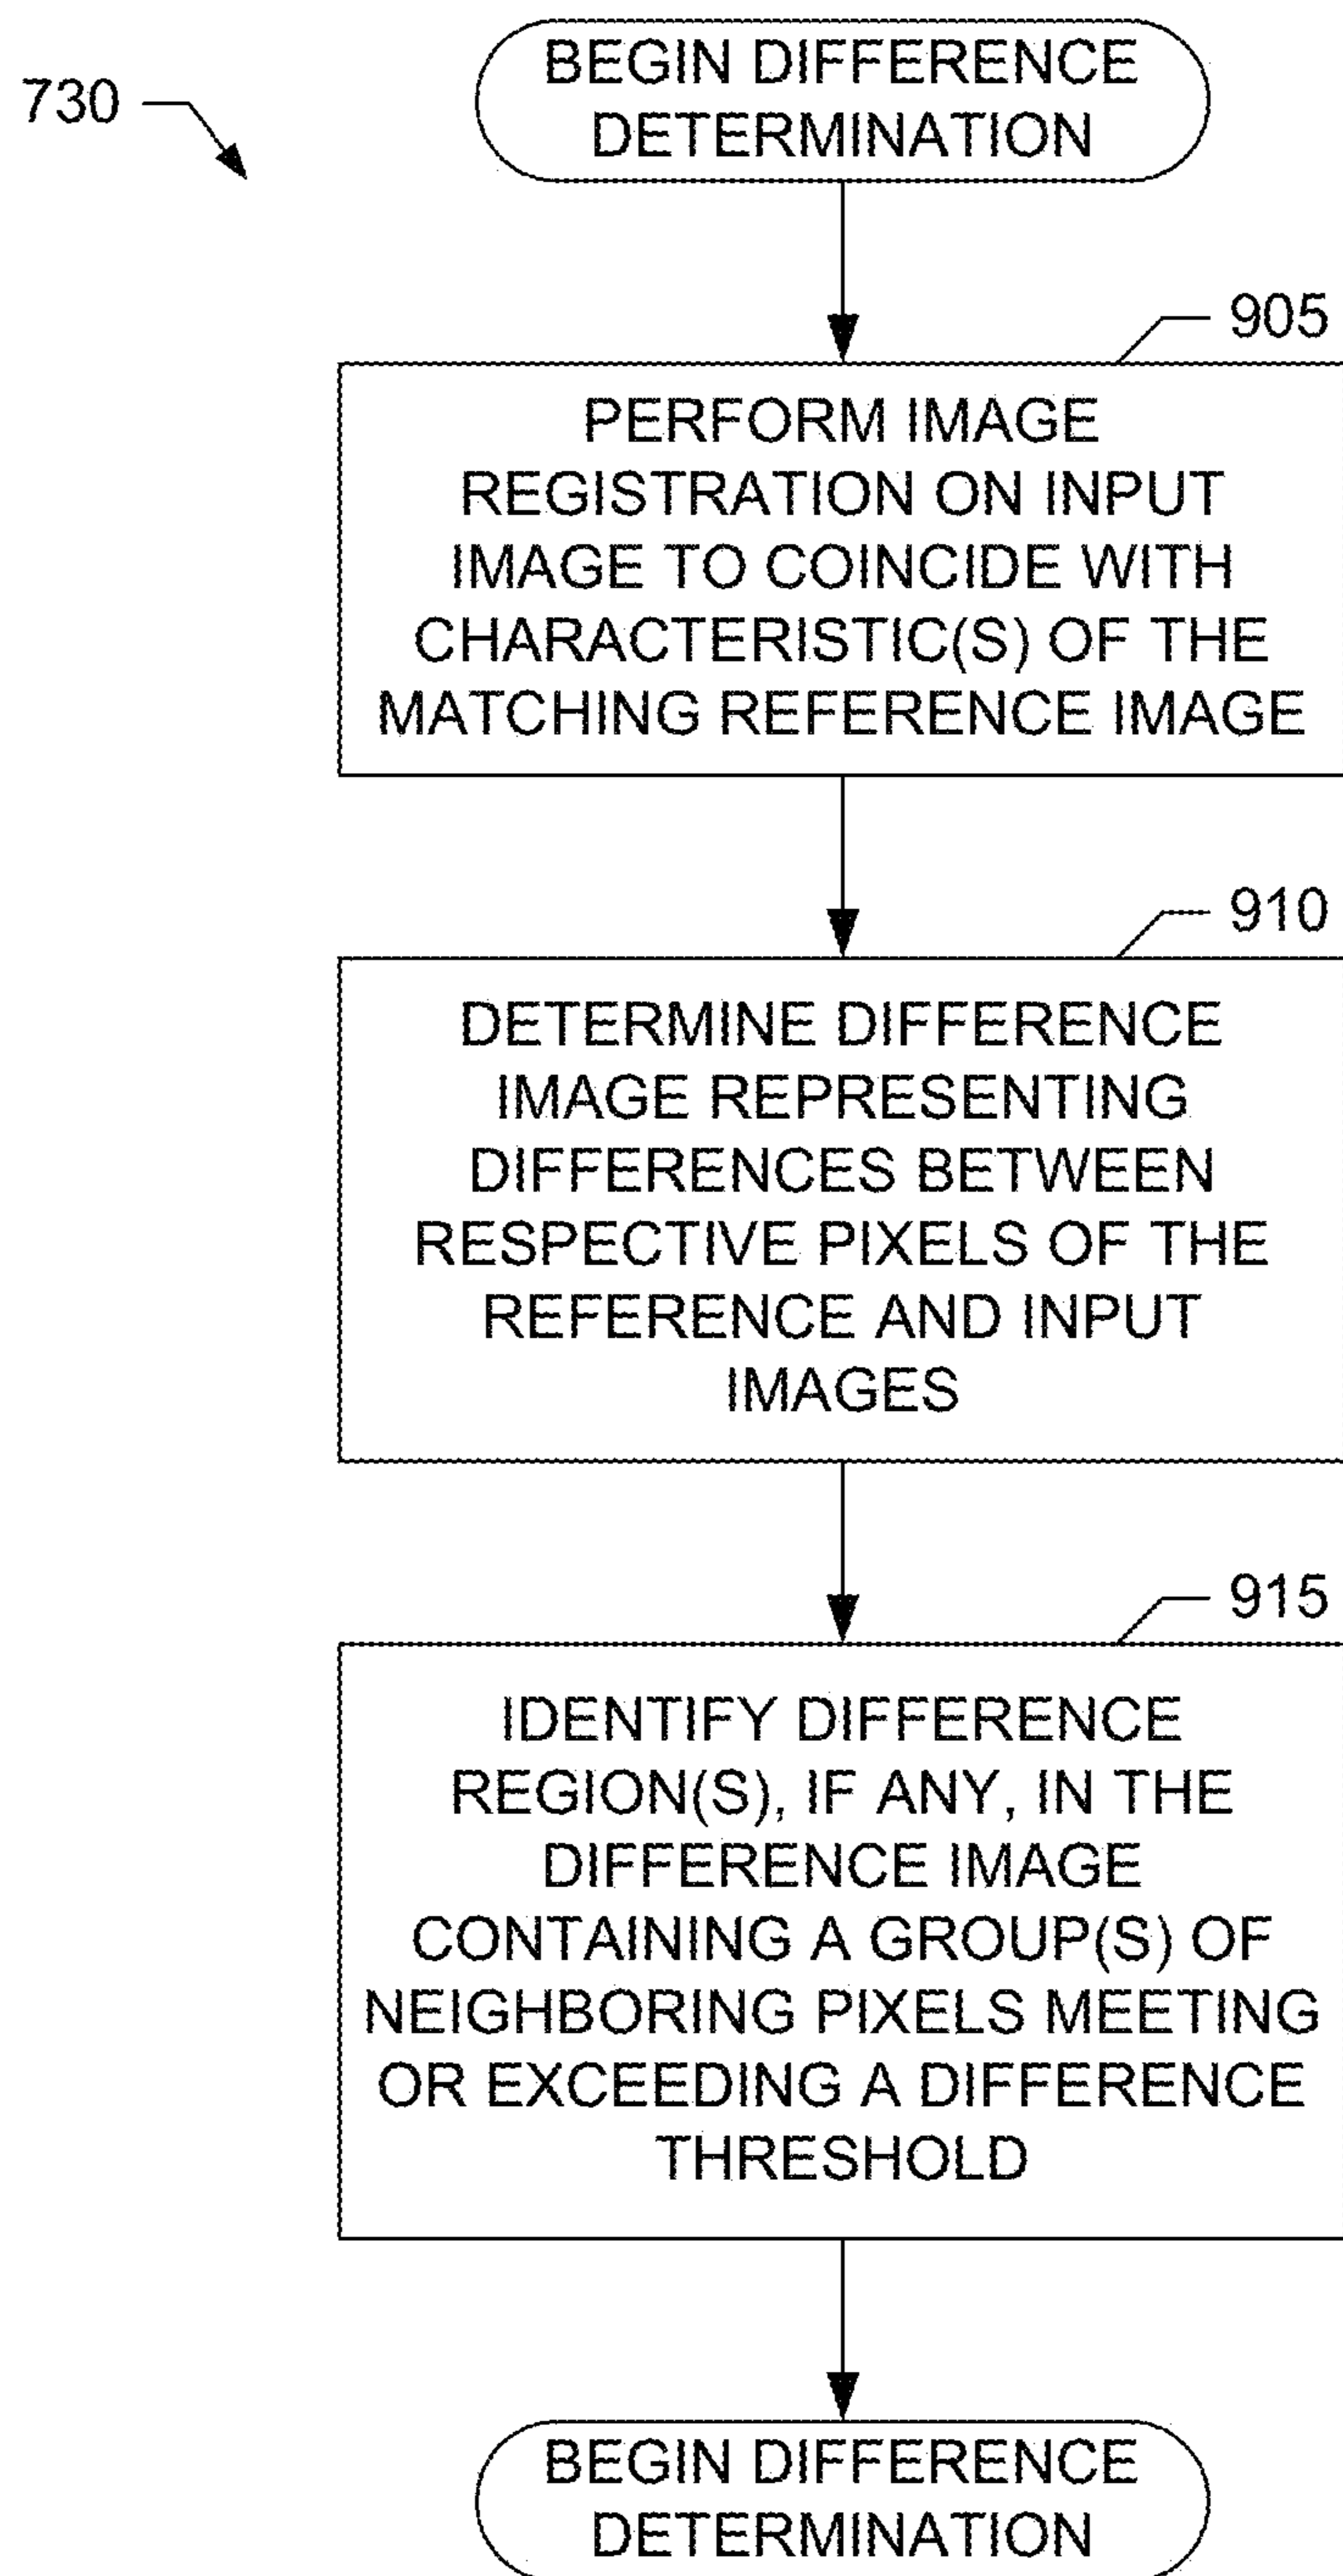 BEGIN DIFFERENCE
DETERMINATION
730
905
PERFORM IMAGE
REGISTRATION ON INPUT
IMAGE TO COINCIDE WITH
CHARACTERISTIC(S) OF THE
MATCHING REFERENCE IMAGE
910
DETERMINE DIFFERENCE
IMAGE REPRESENTING
DIFFERENCES BETWEEN
RESPECTIVE PIXELS OF THE
REFERENCE AND INPUT
IMAGES
915
IDENTIFY DIFFERENCE
REGION(S), IF ANY, IN THE
DIFFERENCE IMAGE
CONTAINING A GROUP(S) OF
NEIGHBORING PIXELS MEETING
OR EXCEEDING A DIFFERENCE
THRESHOLD
BEGIN DIFFERENCE
DETERMINATION